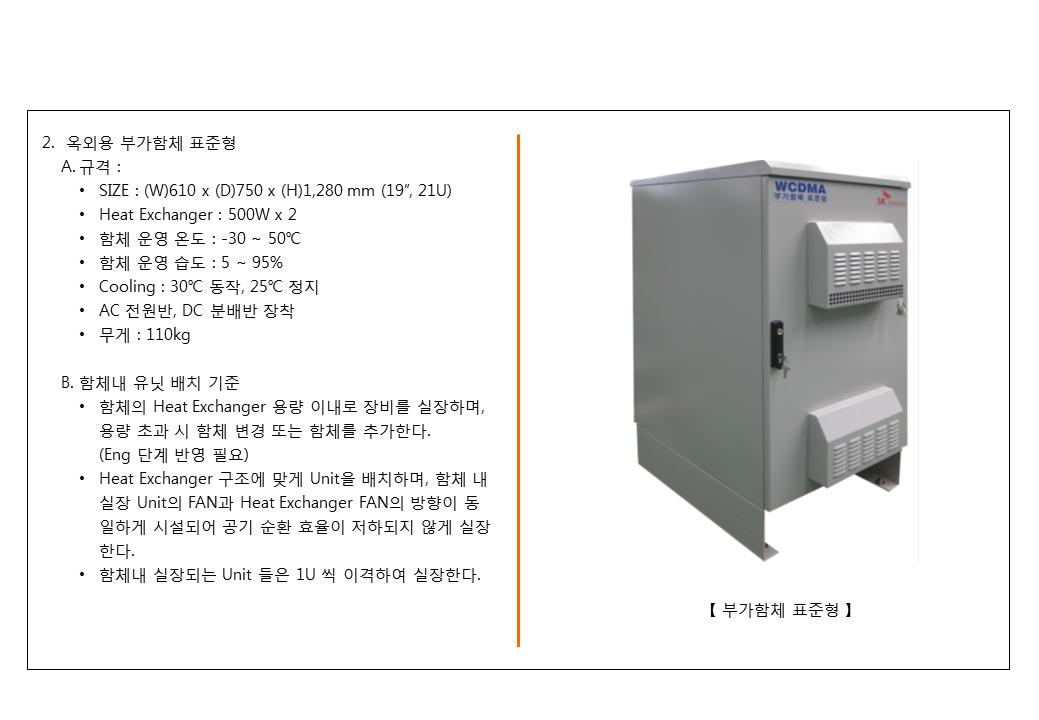 2. 옥외용 부가함체 표준형
A. 규격 :
• SIZE : (W)610 x (D)750 x (H)1,280 mm (19”, 21U)
• Heat Exchanger : 500W x 2
• 함체 운영 온도 : -30 ~ 50℃
• 함체 운영 습도 : 5 ~ 95%
• Cooling : 30℃ 동작, 25℃ 정지
• AC 전원반, DC 분배반 장착
• 무게 : 110kg
B. 함체내 유닛 배치 기준
• 함체의 Heat Exchanger 용량 이내로 장비를 실장하며,
용량 초과 시 함체 변경 또는 함체를 추가한다.
(Eng 단계 반영 필요)
• Heat Exchanger 구조에 맞게 Unit을 배치하며, 함체 내
실장 Unit의 FAN과 Heat Exchanger FAN의 방향이 동
일하게 시설되어 공기 순환 효율이 저하되지 않게 실장
한다.
• 함체내 실장되는 Unit 들은 1U 씩 이격하여 실장한다.
WCDMA
부가함체 표준형
SK
【 부가함체 표준형 】